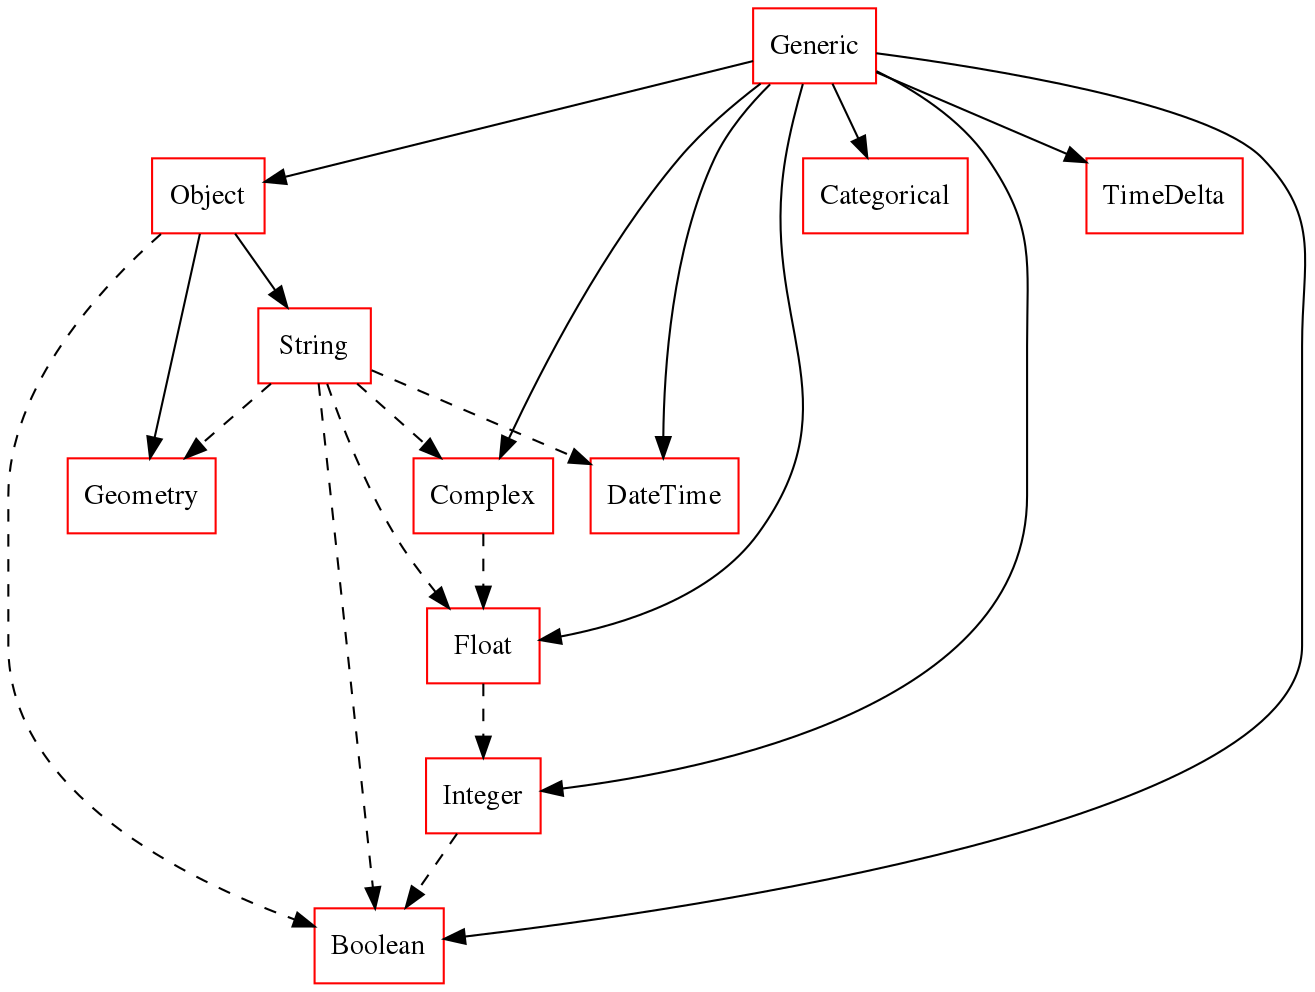 Generic
Object
Categorical
TimeDelta
String
Geometry
Complex
DateTime
Float
Integer
Boolean